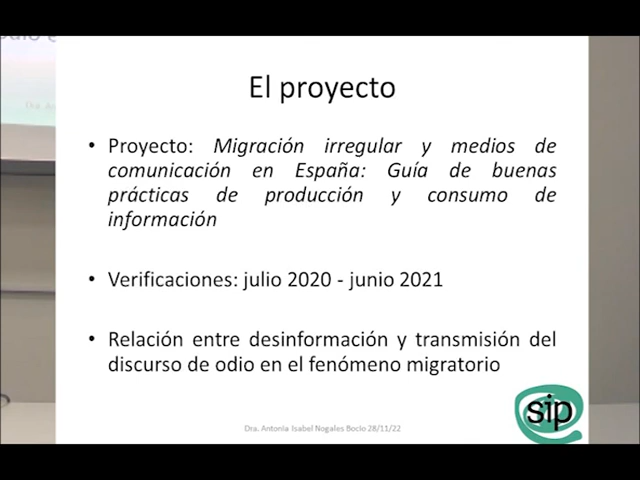 El proyecto
• Proyecto: Migración irregular y medios de
comunicación en España: Guía de buenas
prácticas de producción y consumo de
información
• Verificaciones: julio 2020 - junio 2021
• Relación entre desinformación y transmisión del
discurso de odio en el fenómeno migratorio
sip
Dra. Antonia Isabel Nogales Bocio 28/11/22